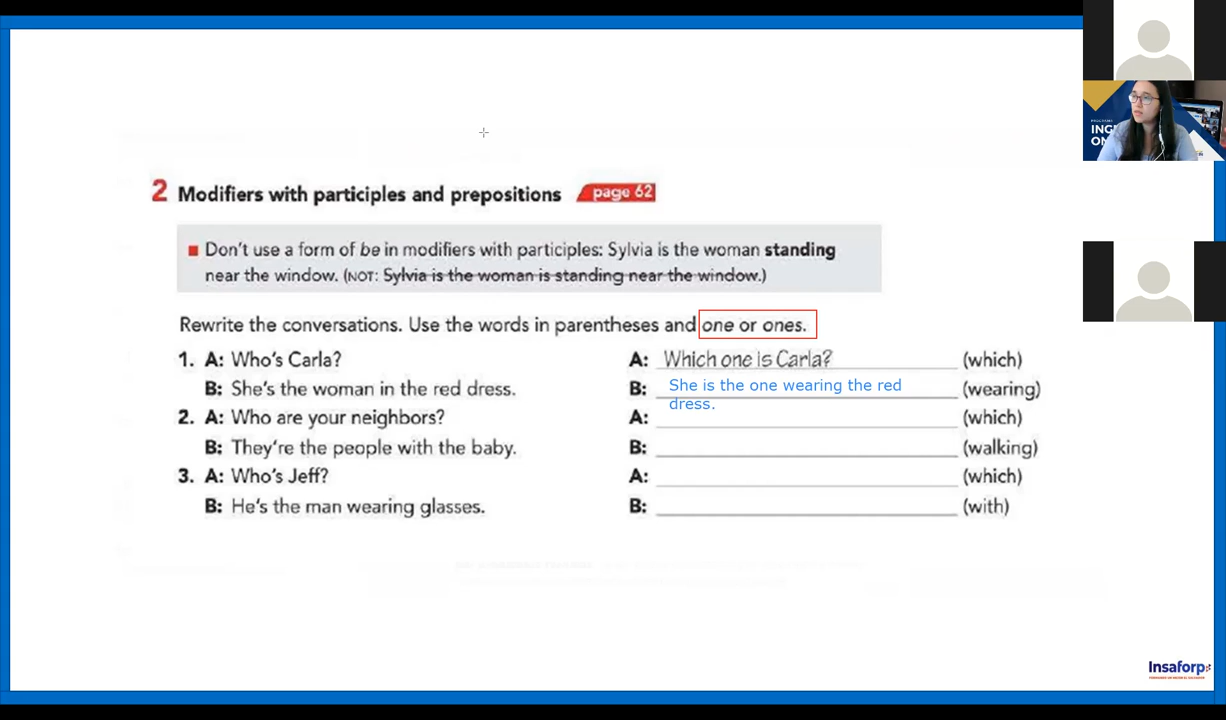 2 Modifiers with participles and prepositions page 62
Don't use a form of be in modifiers with participles: Sylvia is the woman standing
near the window. (NOT: Sylvia is the woman is standing near the window.)
Rewrite the conversations. Use the words in parentheses and one or ones.
1. A: Who's Carla? A: Which one is Carla? (which)
B: She's the woman in the red dress. B: She is the one wearing the red (wearing)
dress.
2. A: Who are your neighbors? A: (which)
B: They're the people with the baby. B: (walking)
3. A: Who's Jeff? A: (which)
B: He's the man wearing glasses. B: (with)
Insaforp